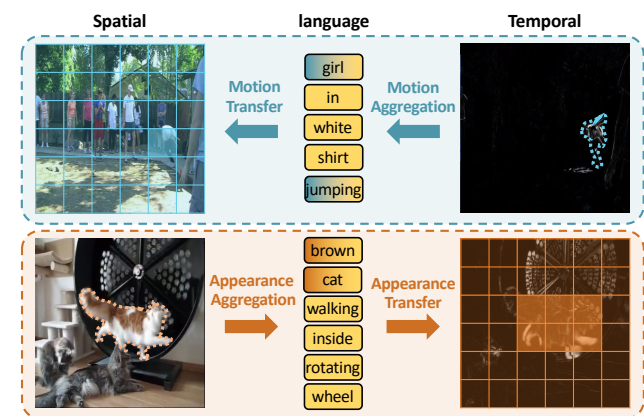 Spatial
language
Temporal
Motion
Transfer
girl
in
white
shirt
jumping
Motion
Aggregation
Appearance
Aggregation
brown
cat
walking
inside
rotating
wheel
Appearance
Transfer